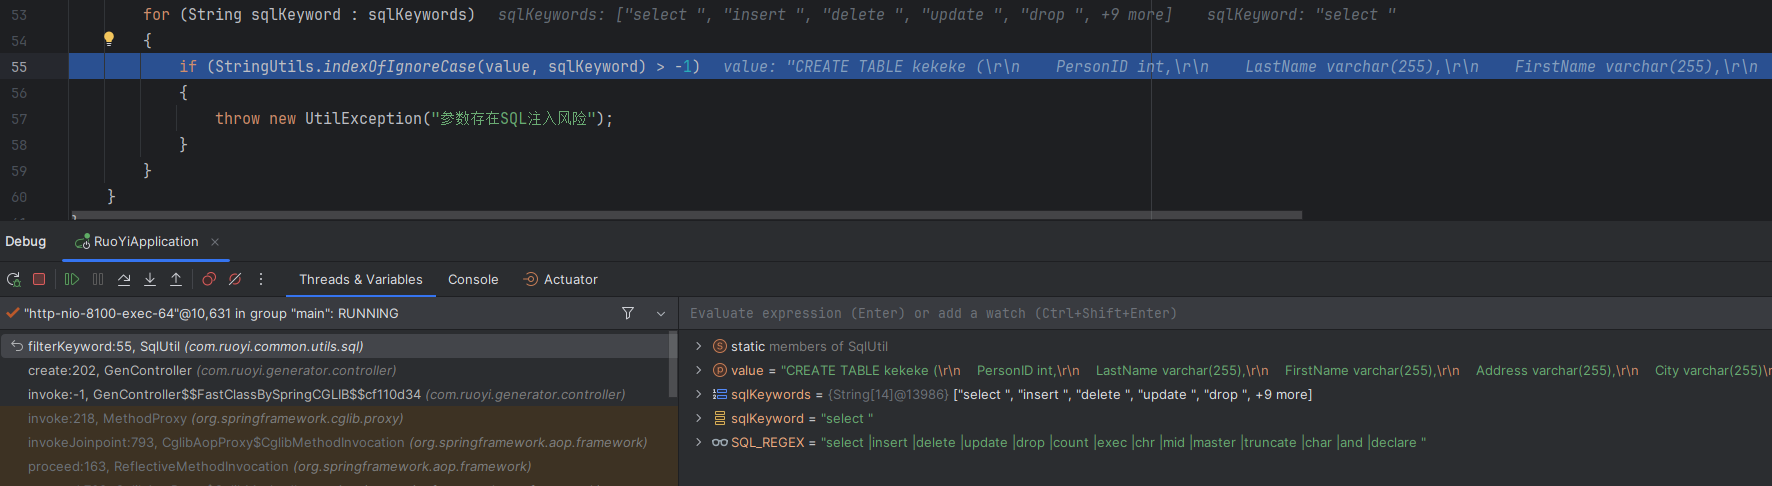 53 for (String sqlKeyword : sqlKeywords) sqlKeywords: ["select ", "insert ", "delete ", "update ", "drop ", +9 more] sqlKeyword: "select "
54 {
55 if (StringUtils.indexOfIgnoreCase(value, sqlKeyword) > -1) value: "CREATE TABLE kekeke (\r\n PersonID int,\r\n LastName varchar(255),\r\n FirstName varchar(255),\r\n
56 {
57 throw new UtilException("参数存在SQL注入风险");
58 }
59 }
60 }
Debug RuoYiApplication
Threads & Variables Console Actuator
"http-nio-8100-exec-64"@10,631 in group "main": RUNNING
Evaluate expression (Enter) or add a watch (Ctrl+Shift+Enter)
filterKeyword:55, SqlUtil (com.ruoyi.common.utils.sql)
create:202, GenController (com.ruoyi.generator.controller)
invoke:-1, GenController$$FastClassBySpringCGLIB$$cf110d34 (com.ruoyi.generator.controller)
invoke:218, MethodProxy (org.springframework.cglib.proxy)
invokeJoinpoint:793, CglibAopProxy$CglibMethodInvocation (org.springframework.aop.framework)
proceed:163, ReflectiveMethodInvocation (org.springframework.aop.framework)
static members of SqlUtil
value = "CREATE TABLE kekeke (\r\n PersonID int,\r\n LastName varchar(255),\r\n FirstName varchar(255),\r\n Address varchar(255),\r\n City varchar(255)\r
sqlKeywords = {String[14]@13986} ["select ", "insert ", "delete ", "update ", "drop ", +9 more]
sqlKeyword = "select "
SQL_REGEX = "select |insert |delete |update |drop |count |exec |chr |mid |master |truncate |char |and |declare "